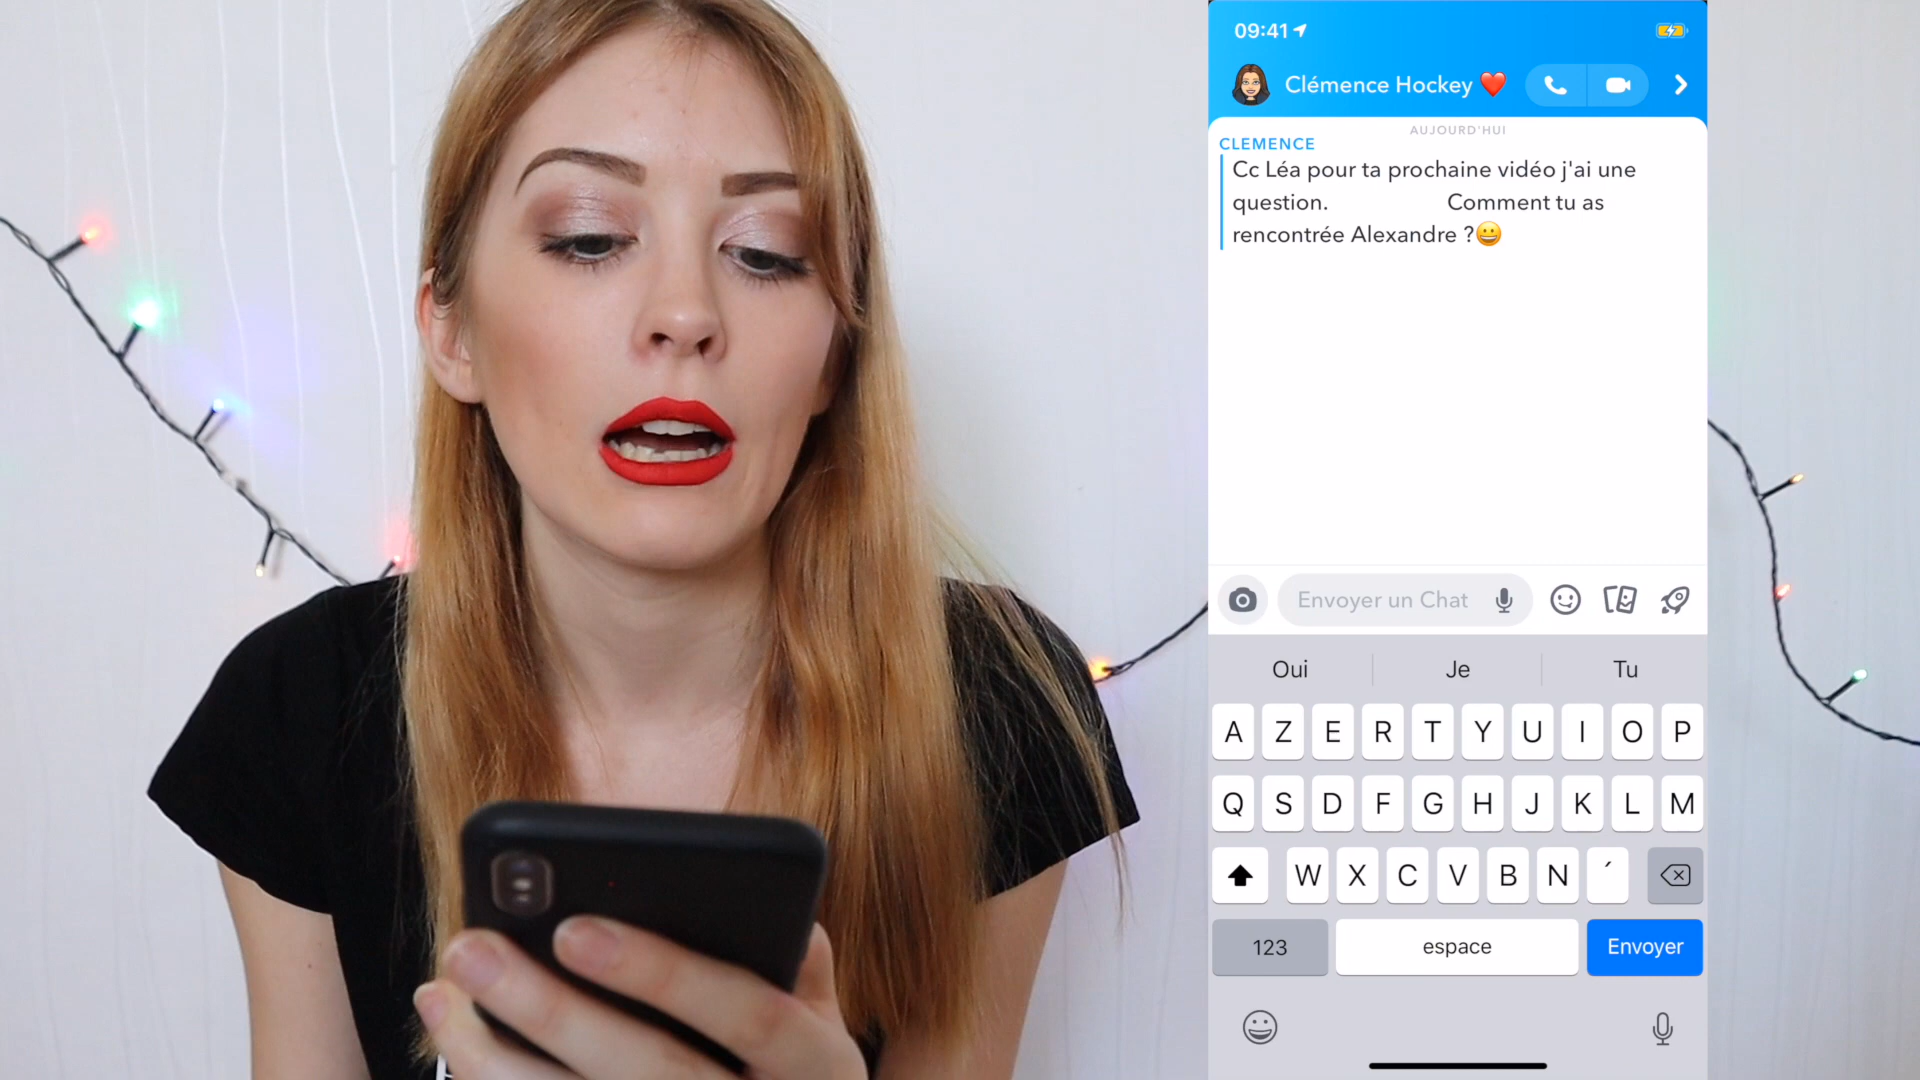 09:41
Clémence Hockey ❤️
AUJOURD'HUI
CLEMENCE
Cc Léa pour ta prochaine vidéo j'ai une
question. Comment tu as
rencontrée Alexandre ?😀
Envoyer un Chat
Oui Je Tu
A Z E R T Y U I O P
Q S D F G H J K L M
W X C V B N ´
123 espace Envoyer